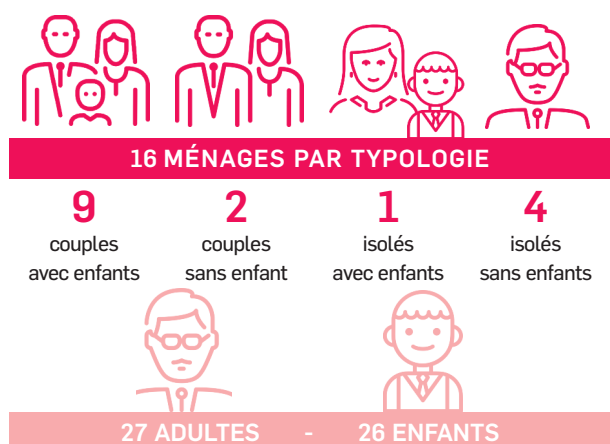 16 MÉNAGES PAR TYPOLOGIE
9 2 1 4
couples couples isolés isolés
avec enfants sans enfant avec enfants sans enfants
27 ADULTES - 26 ENFANTS